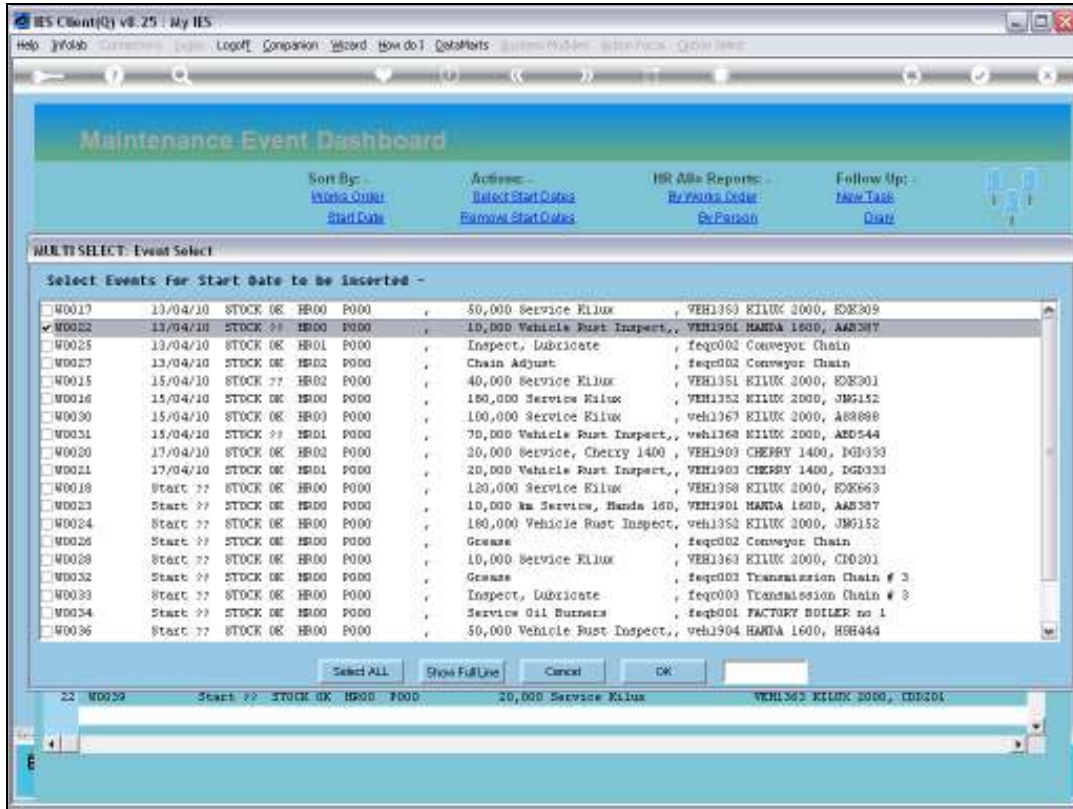 IES Client(Q) v8.25 : My IES
Help Infolab Logoff Companion Wizard How do I DataMarts
Maintenance Event Dashboard
Sort By: - Actions: - HR Allo Reports: - Follow Up: -
Works Order Select Start Dates By Works Order New Task
Start Date Remove Start Dates By Person Diary
MULTI SELECT: Event Select
Select Events for Start Date to be inserted -
W0017 13/04/10 STOCK OK HR00 P000 , 50,000 Service Kilux , VEH1353 KILUX 2000, KXK309
W0022 13/04/10 STOCK ?? HR00 P000 , 10,000 Vehicle Rust Inspect,, VEH1901 MANDA 1600, AAB387
W0025 13/04/10 STOCK OK HR01 P000 , Inspect, Lubricate , feqc002 Conveyor Chain
W0027 13/04/10 STOCK OK HR02 P000 , Chain Adjust , feqc002 Conveyor Chain
W0015 15/04/10 STOCK ?? HR02 P000 , 40,000 Service Kilux , VEH1351 KILUX 2000, KXK301
W0016 15/04/10 STOCK OK HR02 P000 , 180,000 Service Kilux , VEH1352 KILUX 2000, JNG152
W0030 15/04/10 STOCK OK HR03 P000 , 100,000 Service Kilux , veh1367 KILUX 2000,
W0031 15/04/10 STOCK ?? HR01 P000 , 70,000 Vehicle Rust Inspect,, veh1368 KILUX 2000, ABD544
W0020 17/04/10 STOCK OK HR02 P000 , 20,000 Service, Cherry 1400 , VEH1903 CHERRY 1400, DGD333
W0021 17/04/10 STOCK OK HR01 P000 , 20,000 Vehicle Rust Inspect,, VEH1903 CHERRY 1400, DGD333
W0018 Start ?? STOCK OK HR00 P000 , 120,000 Service Kilux , VEH1358 KILUX 2000, KXK663
W0023 Start ?? STOCK OK HR00 P000 , 10,000 km Service, Manda 160, VEH1901 MANDA 1600, AAB387
W0024 Start ?? STOCK OK HR00 P000 , 180,000 Vehicle Rust Inspect, veh1352 KILUX 2000, JNG152
W0026 Start ?? STOCK OK HR00 P000 , Grease , feqc002 Conveyor Chain
W0028 Start ?? STOCK OK HR00 P000 , 10,000 Service Kilux , VEH1363 KILUX 2000, CDD201
W0032 Start ?? STOCK OK HR00 P000 , Grease , feqc003 Transmission Chain # 3
W0033 Start ?? STOCK OK HR00 P000 , Inspect, Lubricate , feqc003 Transmission Chain # 3
W0034 Start ?? STOCK OK HR00 P000 , Service Oil Burners , feqb001 FACTORY BOILER no 1
W0036 Start ?? STOCK OK HR00 P000 , 50,000 Vehicle Rust Inspect,, veh1904 MANDA 1600, HGH444
Select ALL Show Full Line Cancel OK
22 W0039 Start ?? STOCK OK HR00 P000 20,000 Service Kilux VEH1363 KILUX 2000, CDD201